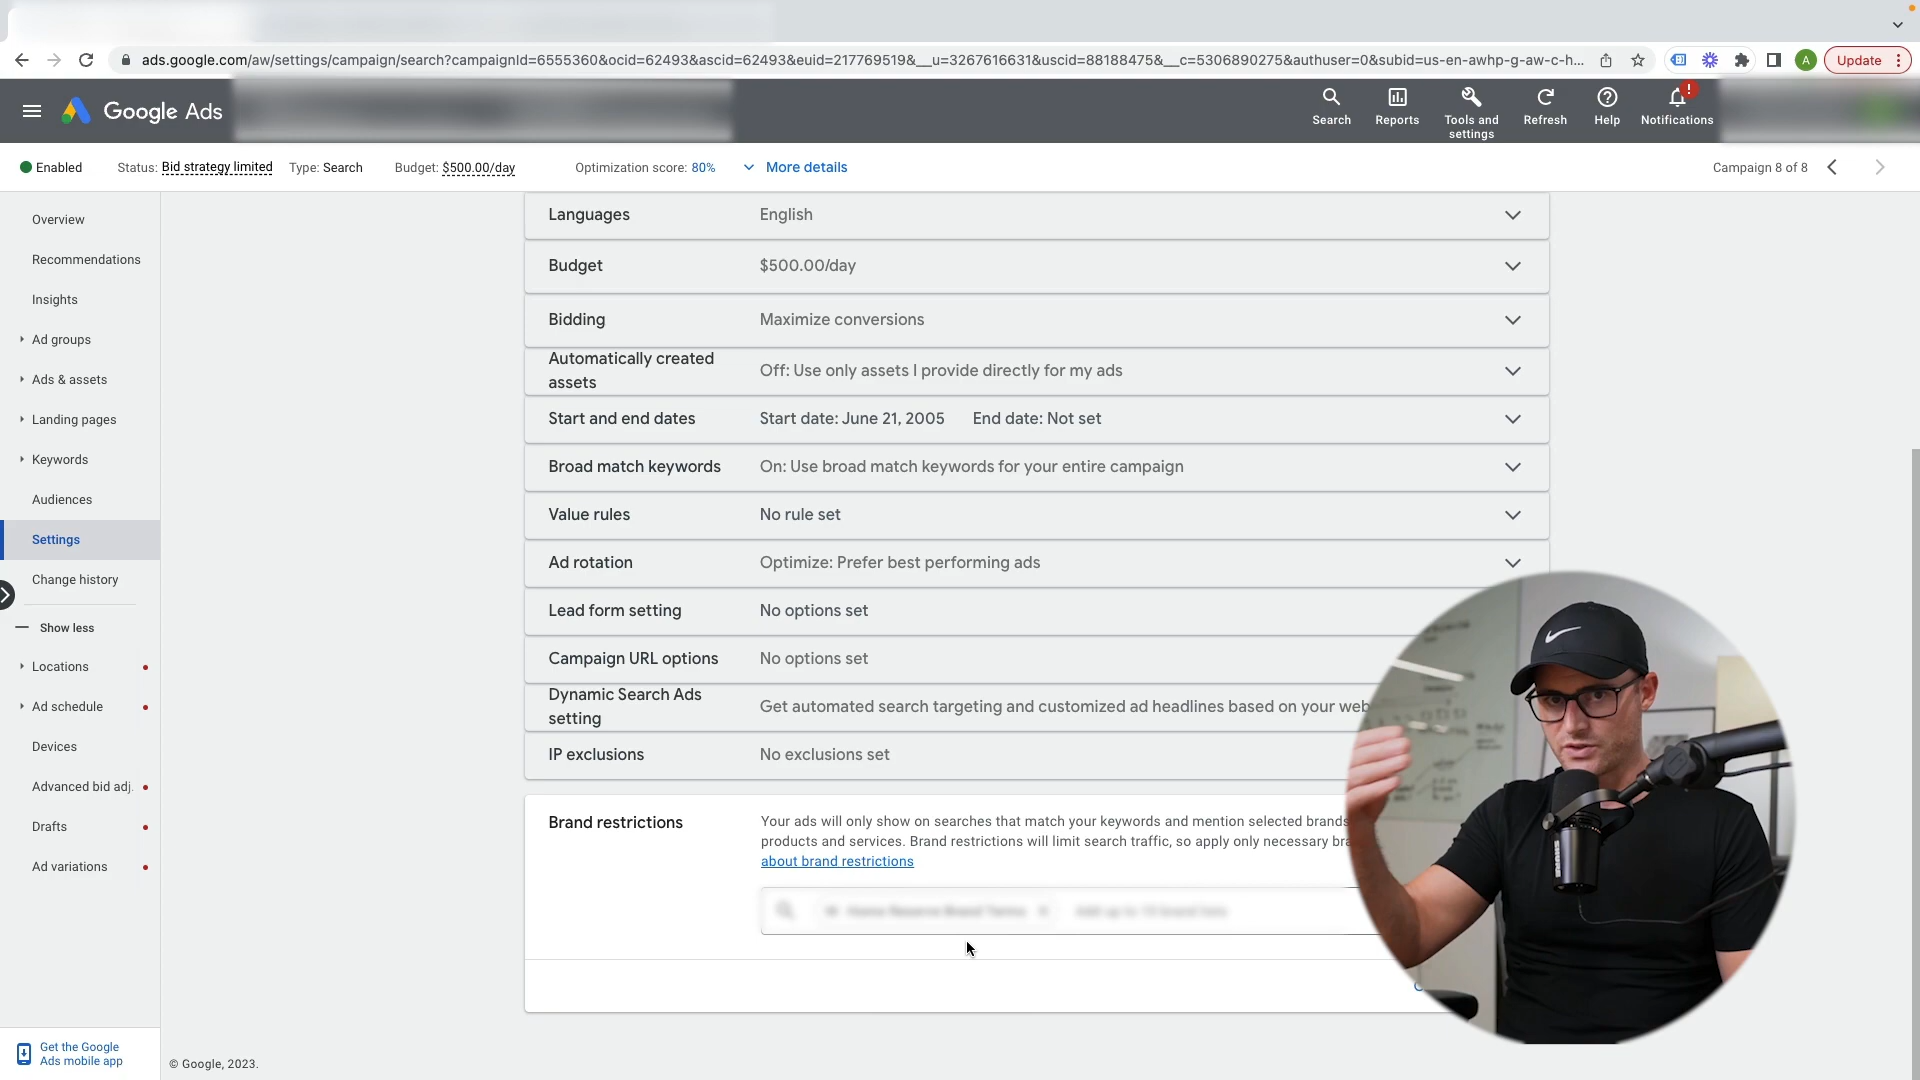 ads.google.com/aw/settings/campaign/search?campaignId=6555360&ocid=62493&ascid=62493&euid=217769519&__u=3267616631&uscid=88188475&__c=5306890275&authuser=0&subid=us-en-awhp-g-aw-c-h...
A
Update
Google Ads
Search
Reports
Tools and
settings
Refresh
Help
!
Notifications
Enabled
Status: Bid strategy limited
Type: Search
Budget: $500.00/day
Optimization score: 80%
More details
Campaign 8 of 8
Overview
Recommendations
Insights
Ad groups
Ads & assets
Landing pages
Keywords
Audiences
Settings
Change history
Show less
Locations
Ad schedule
Devices
Advanced bid adj.
Drafts
Ad variations
Get the Google
Ads mobile app
Languages
English
Budget
$500.00/day
Bidding
Maximize conversions
Automatically created
assets
Off: Use only assets I provide directly for my ads
Start and end dates
Start date: June 21, 2005 End date: Not set
Broad match keywords
On: Use broad match keywords for your entire campaign
Value rules
No rule set
Ad rotation
Optimize: Prefer best performing ads
Lead form setting
No options set
Campaign URL options
No options set
Dynamic Search Ads
setting
Get automated search targeting and customized ad headlines based on your web
IP exclusions
No exclusions set
Brand restrictions
Your ads will only show on searches that match your keywords and mention selected brands
products and services. Brand restrictions will limit search traffic, so apply only necessary bra
about brand restrictions
© Google, 2023.
SHURE